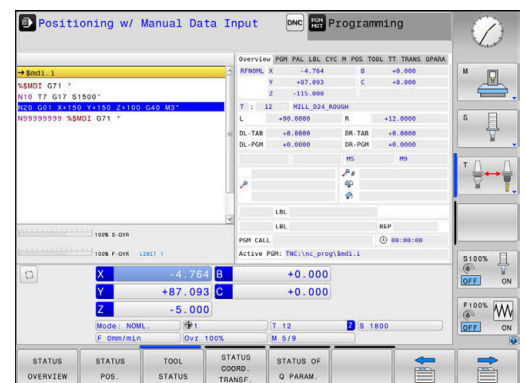 Positioning w/ Manual Data Input DNC PGM MGT Programming
→$mdi.i
%$MDI G71 *
N10 T7 G17 S1500*
N20 G01 X+150 Y+150 Z+100 G40 M3*
N99999999 %$MDI G71 *
100% S-OVR
100% F-OVR LIMIT 1
Overview PGM PAL LBL CYC M POS TOOL TT TRANS QPARA
RFNOML X -4.764 B +0.000
Y +87.093 C +0.000
Z -115.000
T : 12 MILL_D24_ROUGH
L +90.0000 R +12.0000
DL-TAB +0.0000 DR-TAB +0.0000
DL-PGM +0.0000 DR-PGM +0.0000
M5 M9
P#
P
LBL
LBL REP
PGM CALL 00:00:00
Active PGM: TNC:\nc_prog\$mdi.i
X -4.764 B +0.000
Y +87.093 C +0.000
Z -5.000
Mode: NOML. 1 T 12 Z S 1800
F 0mm/min Ovr 100% M 5/9
M
S
T
S100%
OFF ON
F100%
OFF ON
STATUS OVERVIEW
STATUS POS.
TOOL STATUS
STATUS COORD. TRANSF.
STATUS OF Q PARAM.